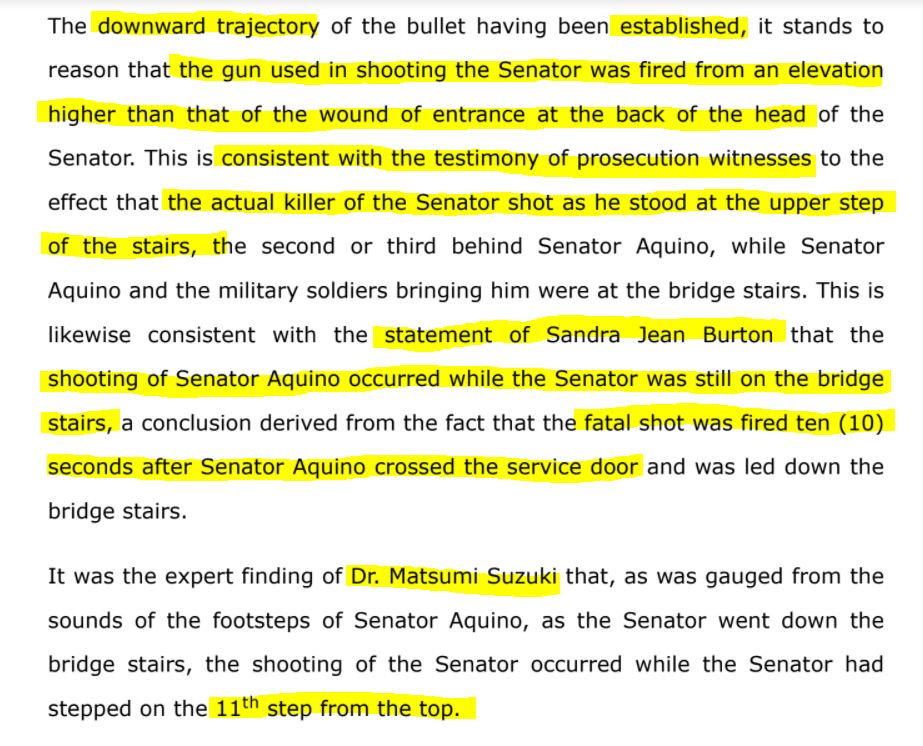 The downward trajectory of the bullet having been established, it stands to
reason that the gun used in shooting the Senator was fired from an elevation
higher than that of the wound of entrance at the back of the head of the
Senator. This is consistent with the testimony of prosecution witnesses to the
effect that the actual killer of the Senator shot as he stood at the upper step
of the stairs, the second or third behind Senator Aquino, while Senator
Aquino and the military soldiers bringing him were at the bridge stairs. This is
likewise consistent with the statement of Sandra Jean Burton that the
shooting of Senator Aquino occurred while the Senator was still on the bridge
stairs, a conclusion derived from the fact that the fatal shot was fired ten (10)
seconds after Senator Aquino crossed the service door and was led down the
bridge stairs.
It was the expert finding of Dr. Matsumi Suzuki that, as was gauged from the
sounds of the footsteps of Senator Aquino, as the Senator went down the
bridge stairs, the shooting of the Senator occurred while the Senator had
stepped on the 11th step from the top.